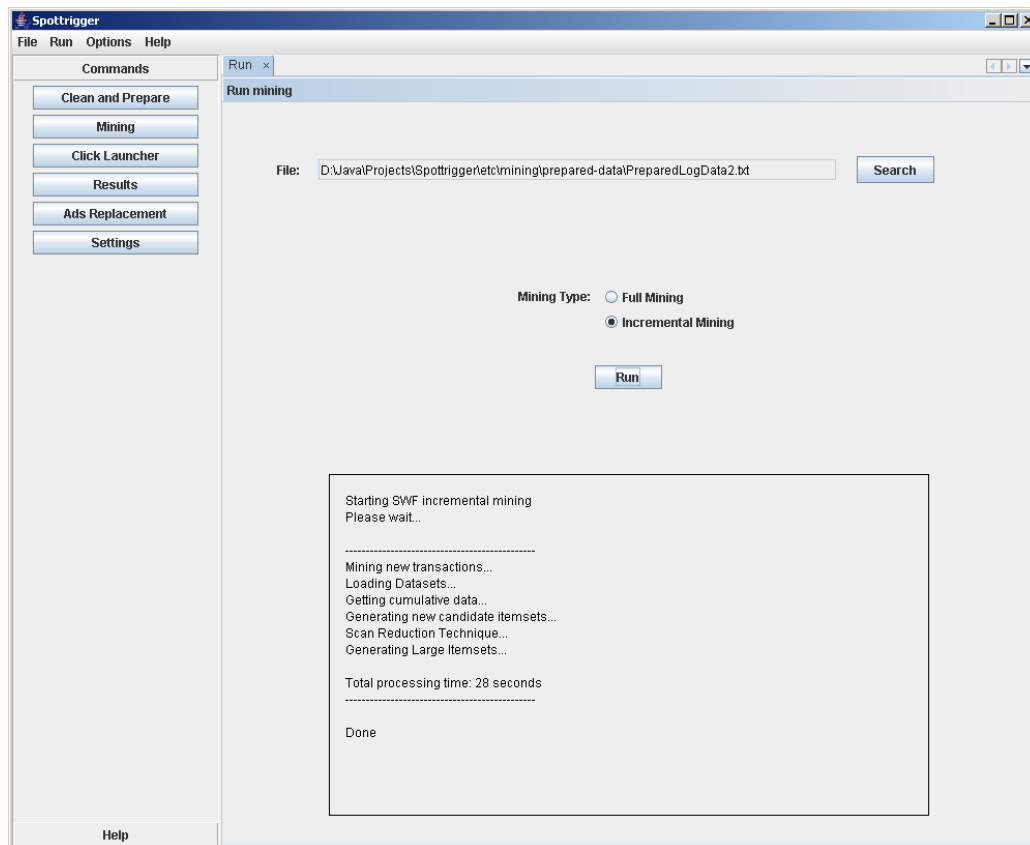 Spottrigger
File Run Options Help
Commands
Clean and Prepare
Mining
Click Launcher
Results
Ads Replacement
Settings
Help
Run ×
Run mining
File: D:\Java\Projects\Spottrigger\etc\mining\prepared-data\PreparedLogData2.txt Search
Mining Type: Full Mining
Incremental Mining
Run
Starting SWF incremental mining
Please wait...
----------------------------------------------
Mining new transactions...
Loading Datasets...
Getting cumulative data...
Generating new candidate itemsets...
Scan Reduction Technique...
Generating Large Itemsets...
Total processing time: 28 seconds
----------------------------------------------
Done